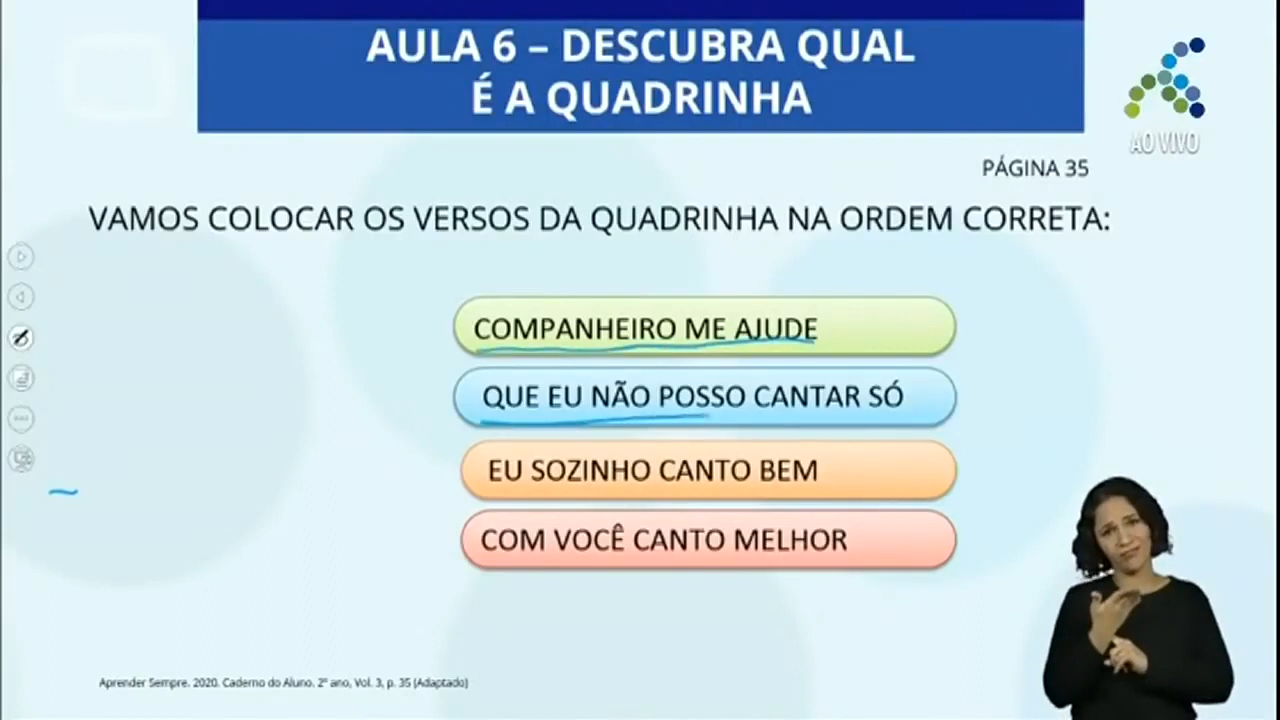 AULA 6 – DESCUBRA QUAL
É A QUADRINHA
AO VIVO
PÁGINA 35
VAMOS COLOCAR OS VERSOS DA QUADRINHA NA ORDEM CORRETA:
COMPANHEIRO ME AJUDE
QUE EU NÃO POSSO CANTAR SÓ
EU SOZINHO CANTO BEM
COM VOCÊ CANTO MELHOR
Aprender Sempre. 2020. Caderno do Aluno. 2º ano, Vol. 3, p. 35 (Adaptado)